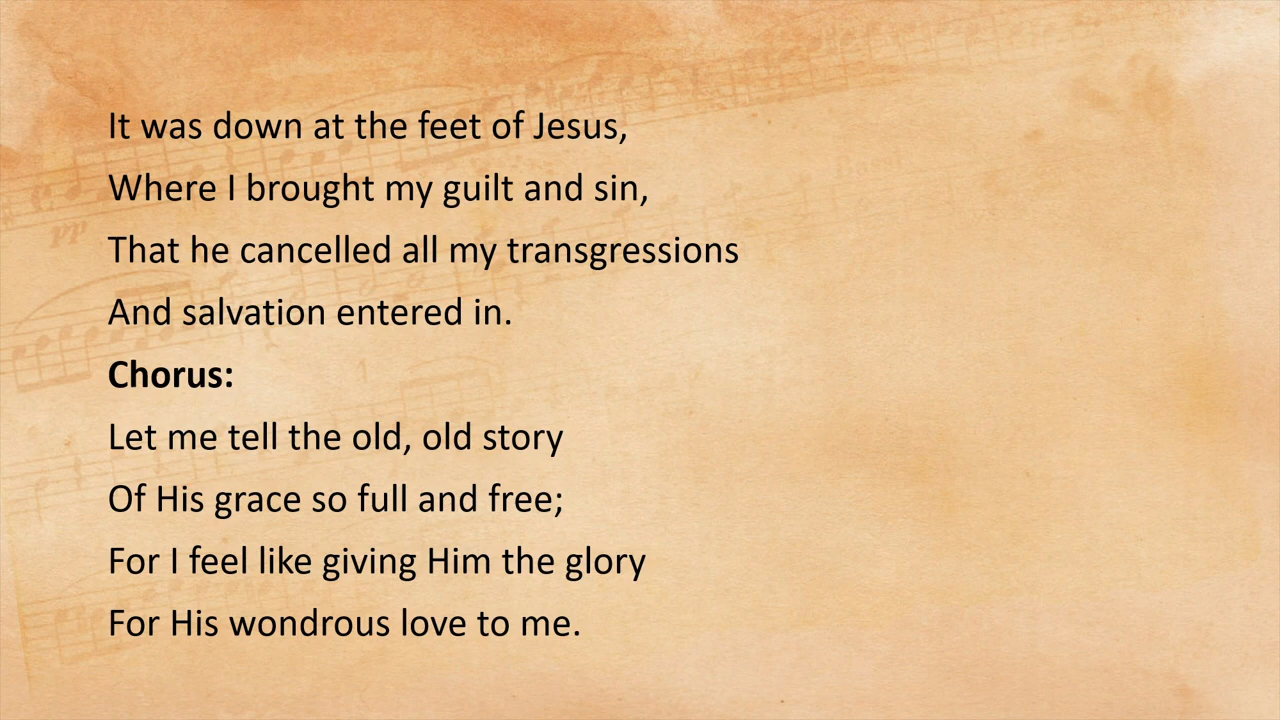 It was down at the feet of Jesus,
Where I brought my guilt and sin,
That he cancelled all my transgressions
And salvation entered in.
Chorus:
Let me tell the old, old story
Of His grace so full and free;
For I feel like giving Him the glory
For His wondrous love to me.
pp